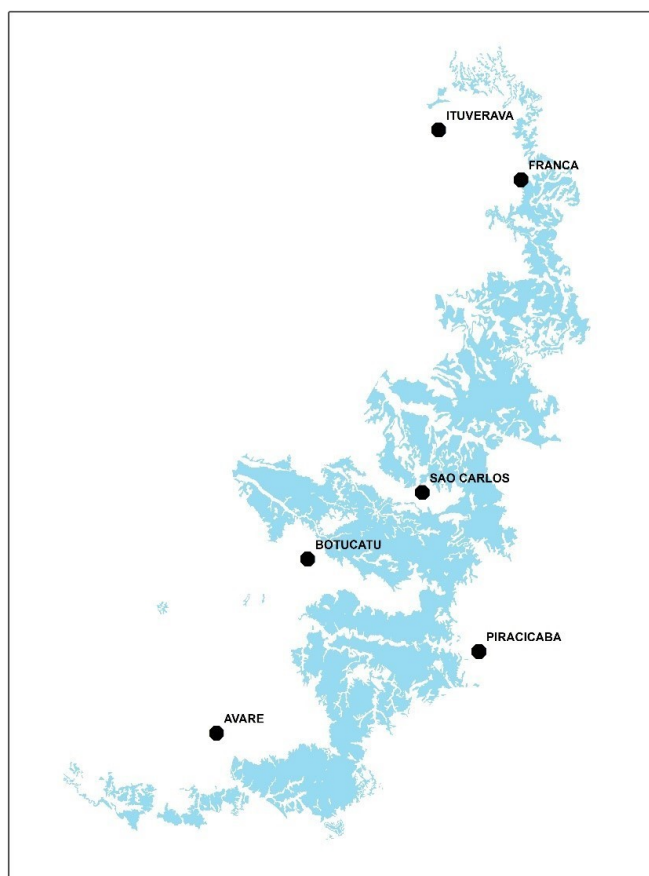 ITUVERAVA
FRANCA
SAO CARLOS
BOTUCATU
PIRACICABA
AVARE